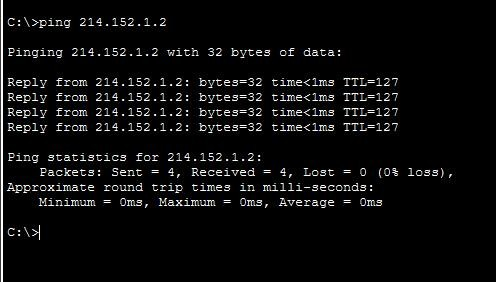 C:\>ping 214.152.1.2
Pinging 214.152.1.2 with 32 bytes of data:
Reply from 214.152.1.2: bytes=32 time<1ms TTL=127
Reply from 214.152.1.2: bytes=32 time<1ms TTL=127
Reply from 214.152.1.2: bytes=32 time<1ms TTL=127
Reply from 214.152.1.2: bytes=32 time<1ms TTL=127
Ping statistics for 214.152.1.2:
    Packets: Sent = 4, Received = 4, Lost = 0 (0% loss),
Approximate round trip times in milli-seconds:
    Minimum = 0ms, Maximum = 0ms, Average = 0ms
C:\>